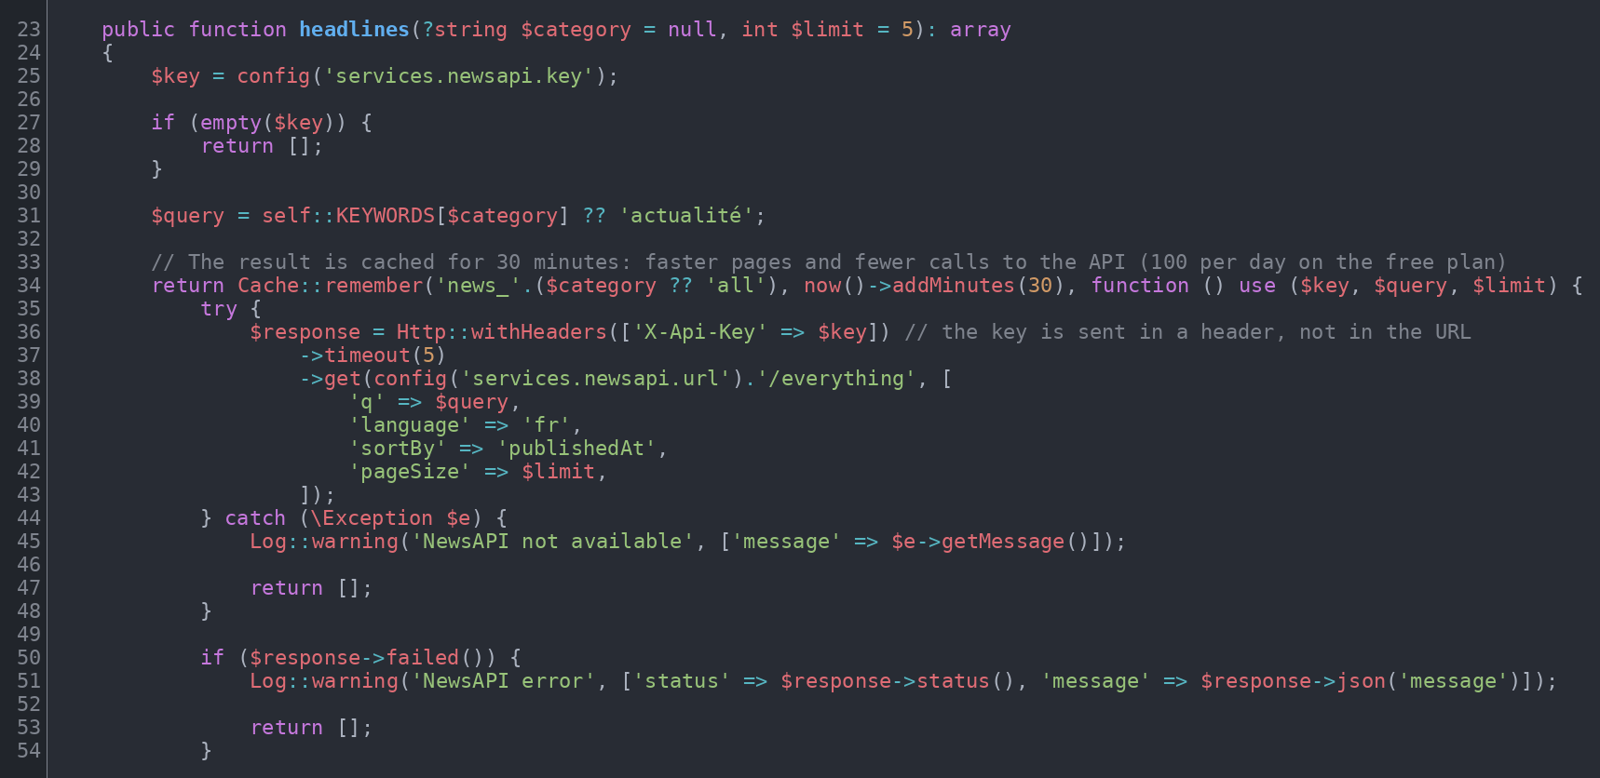 23 public function headlines(?string $category = null, int $limit = 5): array
24 {
25 $key = config('services.newsapi.key');
26
27 if (empty($key)) {
28 return [];
29 }
30
31 $query = self::KEYWORDS[$category] ?? 'actualité';
32
33 // The result is cached for 30 minutes: faster pages and fewer calls to the API (100 per day on the free plan)
34 return Cache::remember('news_'.($category ?? 'all'), now()->addMinutes(30), function () use ($key, $query, $limit) {
35 try {
36 $response = Http::withHeaders(['X-Api-Key' => $key]) // the key is sent in a header, not in the URL
37 ->timeout(5)
38 ->get(config('services.newsapi.url').'/everything', [
39 'q' => $query,
40 'language' => 'fr',
41 'sortBy' => 'publishedAt',
42 'pageSize' => $limit,
43 ]);
44 } catch (\Exception $e) {
45 Log::warning('NewsAPI not available', ['message' => $e->getMessage()]);
46
47 return [];
48 }
49
50 if ($response->failed()) {
51 Log::warning('NewsAPI error', ['status' => $response->status(), 'message' => $response->json('message')]);
52
53 return [];
54 }